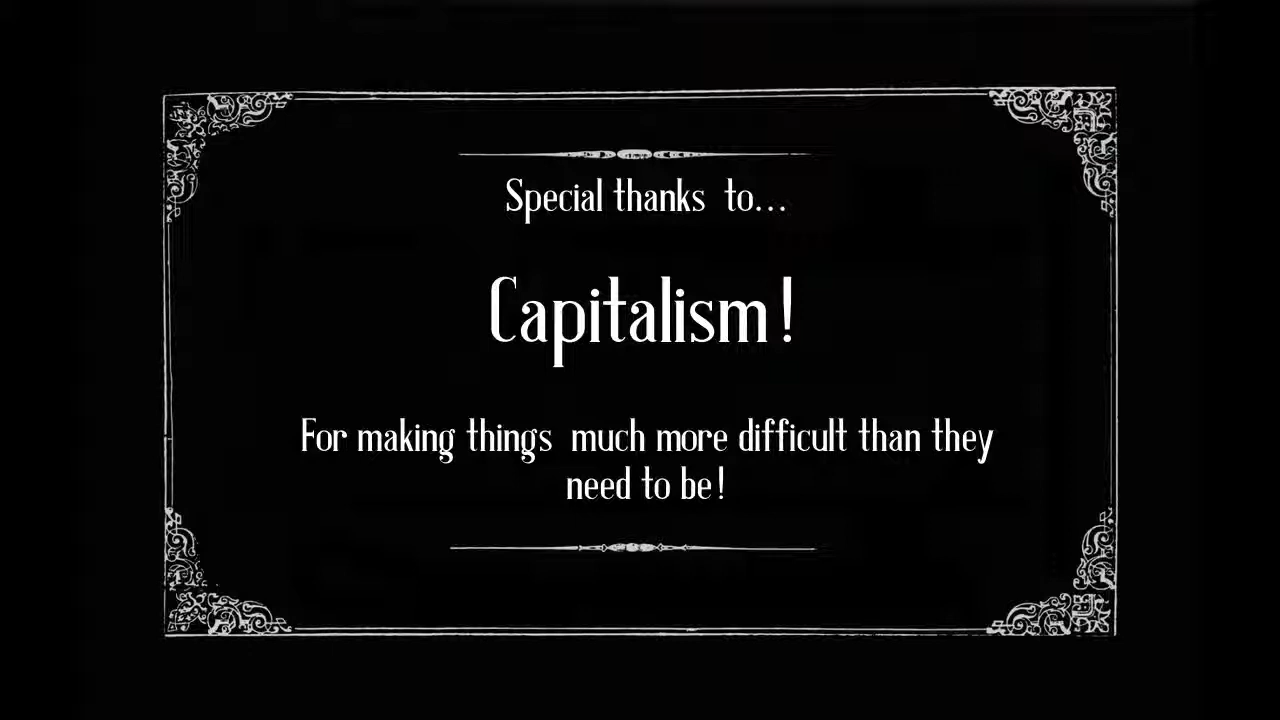 Special thanks to...
Capitalism!
For making things much more difficult than they
need to be!